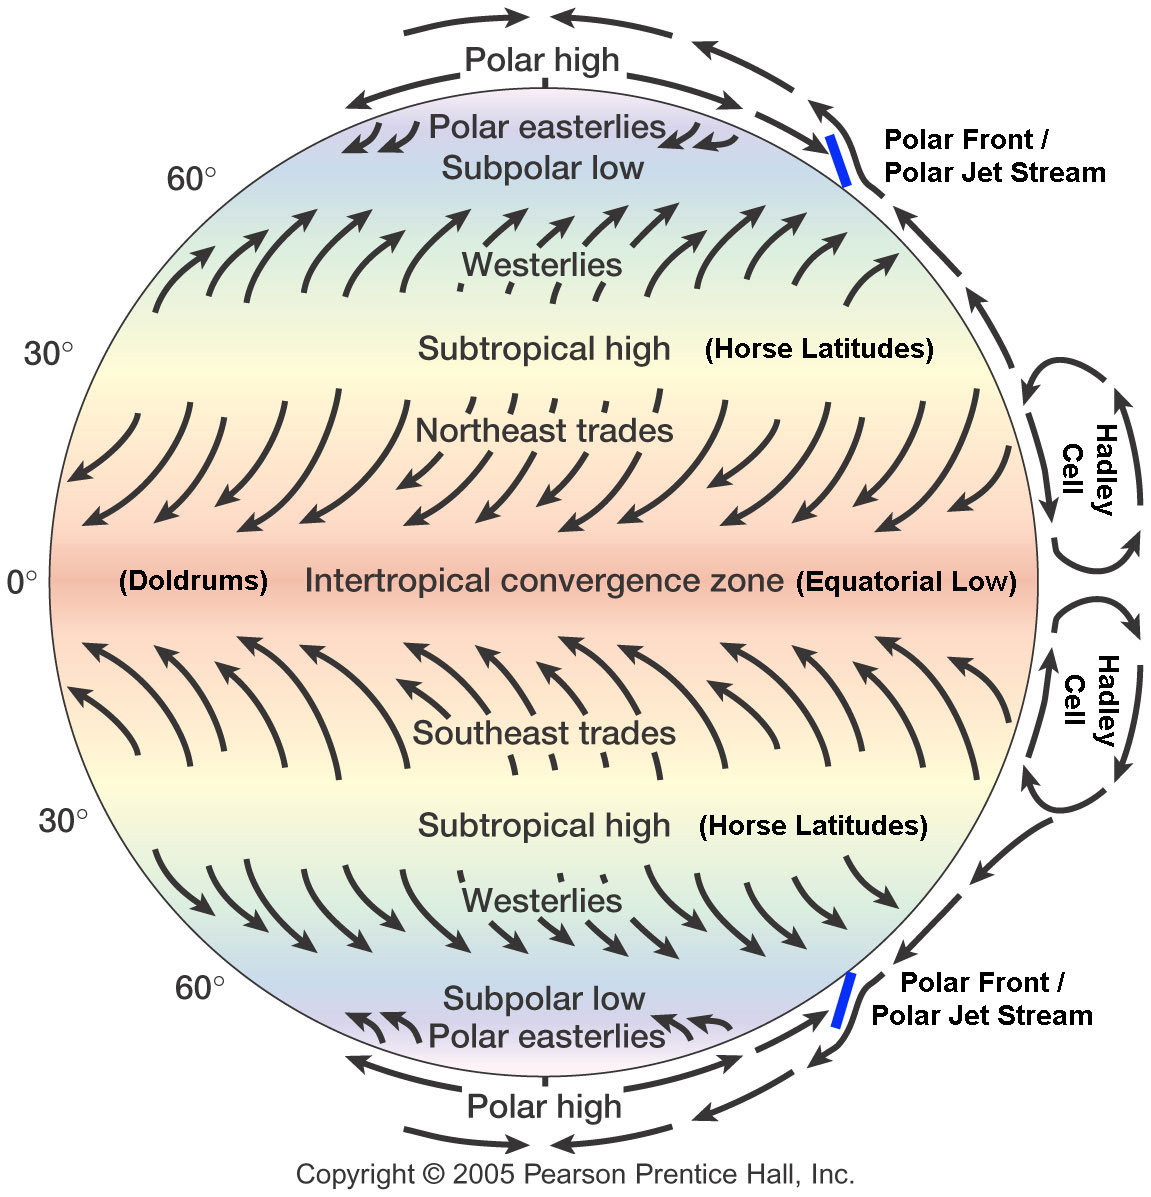 Polar high
Polar easterlies
Polar Front /
Polar Jet Stream
Subpolar low
60°
Westerlies
30°
Subtropical high (Horse Latitudes)
Northeast trades
Hadley
Cell
0°
(Doldrums) Intertropical convergence zone (Equatorial Low)
Hadley
Cell
Southeast trades
30°
Subtropical high (Horse Latitudes)
Westerlies
60°
Subpolar low
Polar Front /
Polar Jet Stream
Polar easterlies
Polar high
Copyright © 2005 Pearson Prentice Hall, Inc.